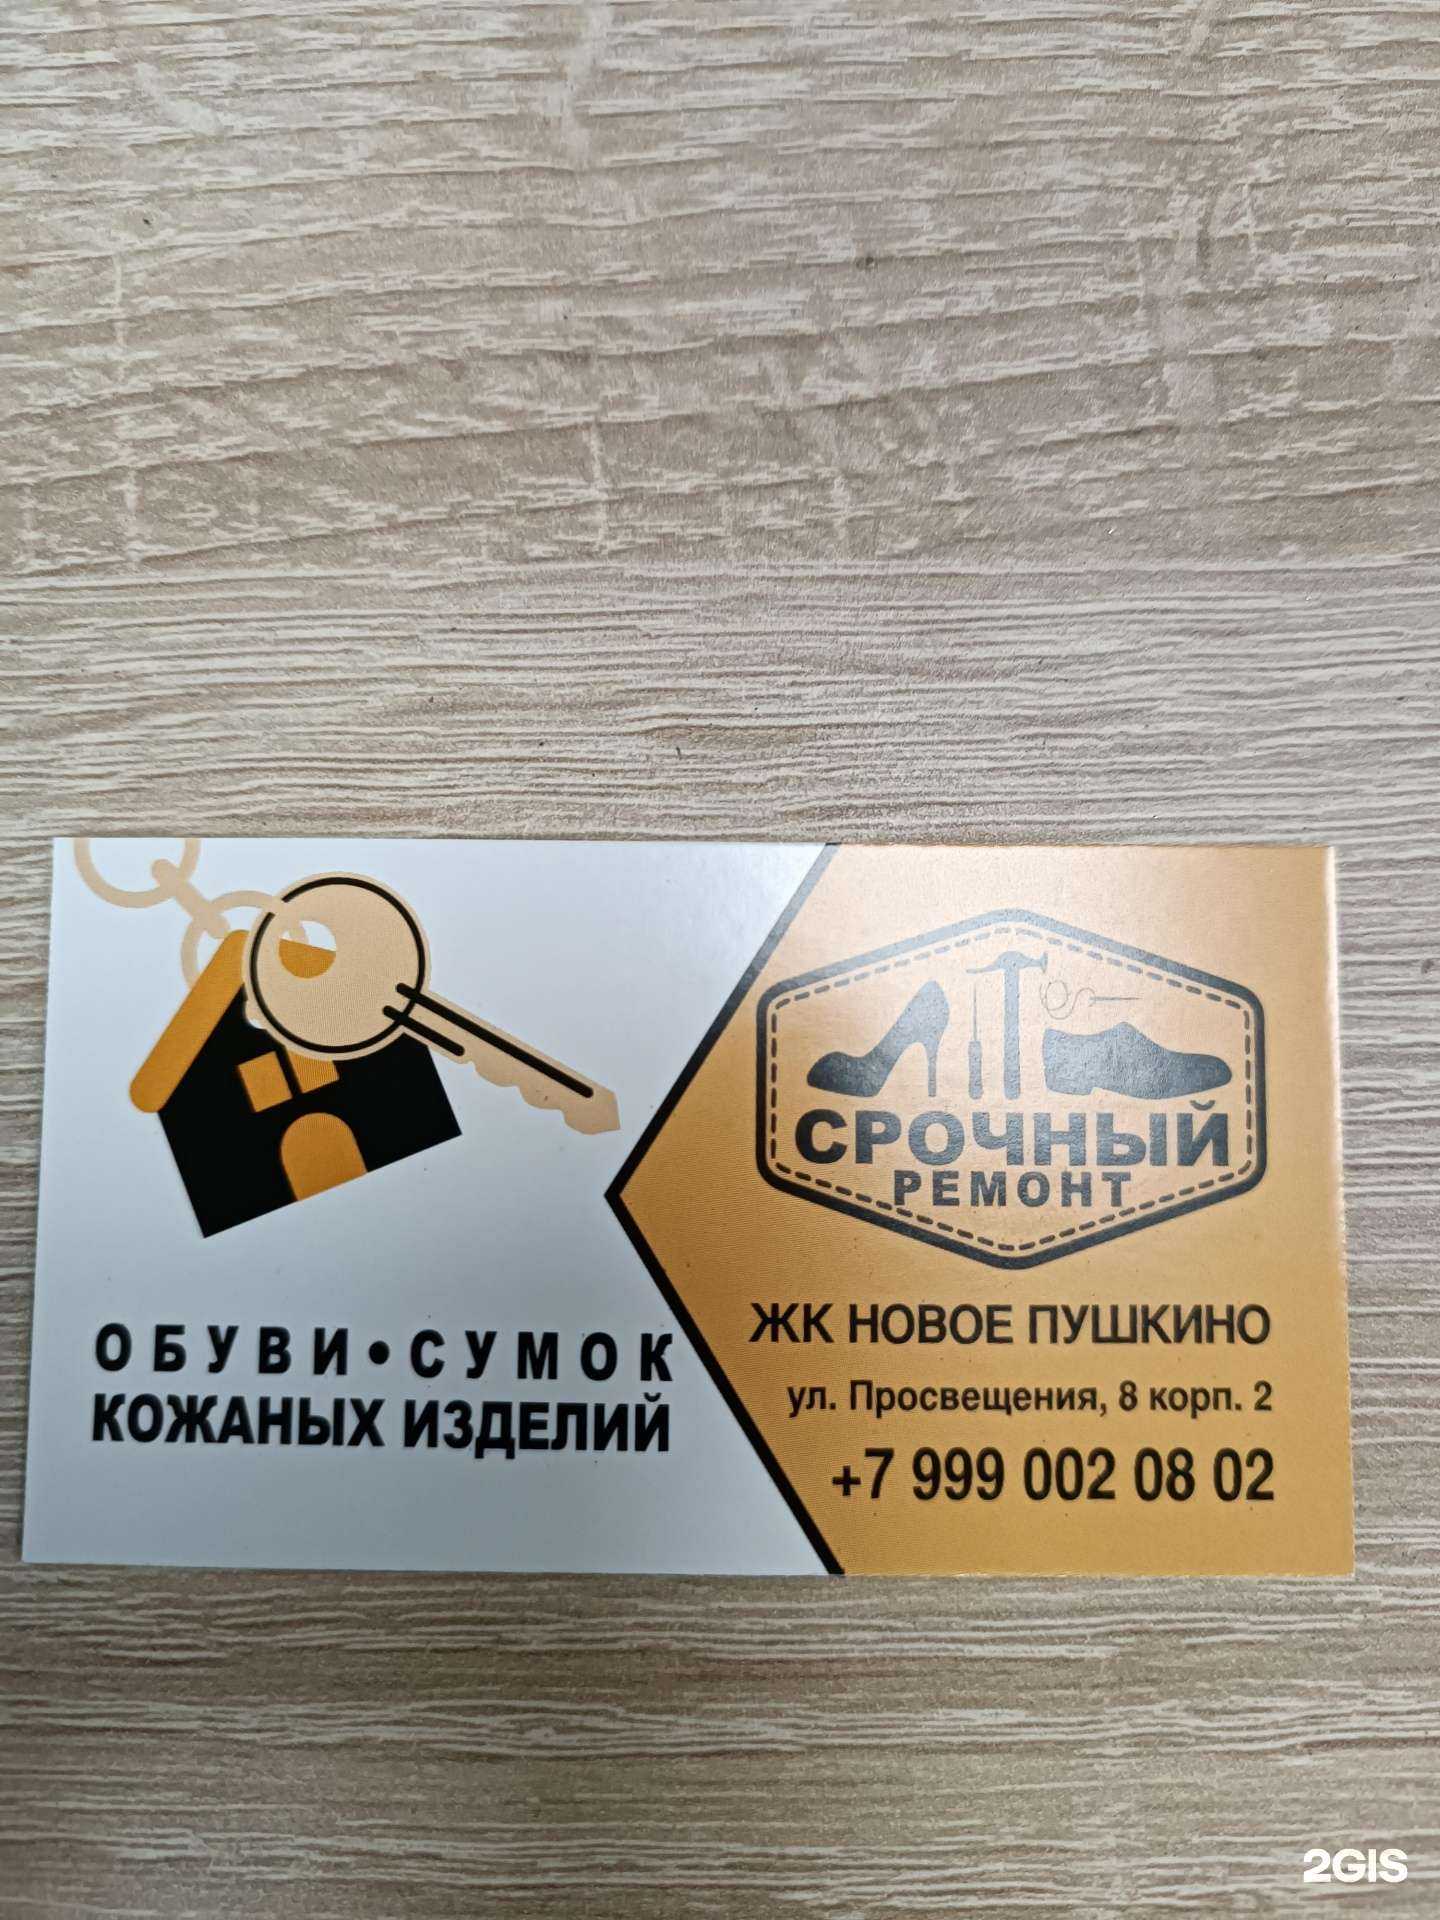 ОБУВИ • СУМОК
КОЖАНЫХ ИЗДЕЛИЙ
СРОЧНЫЙ
РЕМОНТ
ЖК НОВОЕ ПУШКИНО
ул. Просвещения, 8 корп. 2
+7 999 002 08 02
2GIS